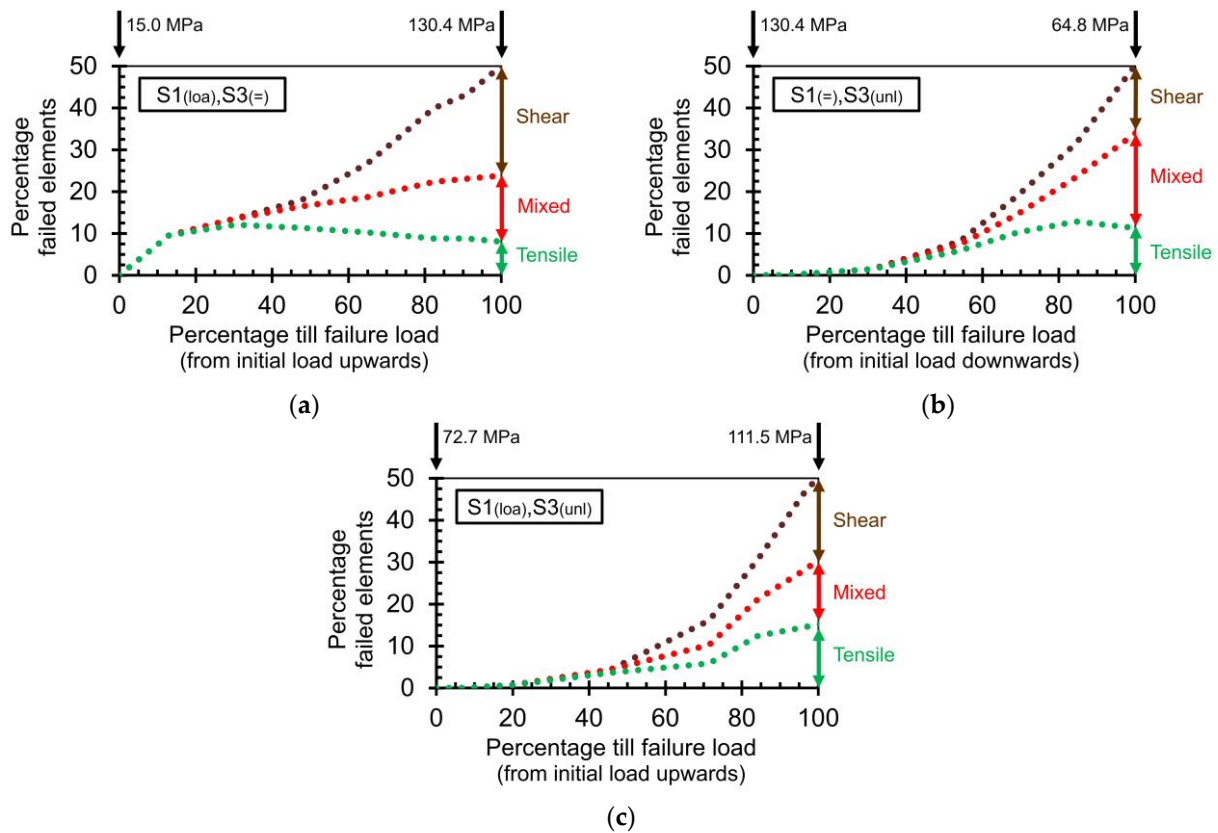 15.0 MPa
130.4 MPa
S1(loa),S3(=)
Percentage
failed elements
50
40
30
20
10
0
Shear
Mixed
Tensile
0 20 40 60 80 100
Percentage till failure load
(from initial load upwards)
(a)
130.4 MPa
64.8 MPa
S1(=),S3(unl)
Percentage
failed elements
50
40
30
20
10
0
Shear
Mixed
Tensile
0 20 40 60 80 100
Percentage till failure load
(from initial load downwards)
(b)
72.7 MPa
111.5 MPa
S1(loa),S3(unl)
Percentage
failed elements
50
40
30
20
10
0
Shear
Mixed
Tensile
0 20 40 60 80 100
Percentage till failure load
(from initial load upwards)
(c)